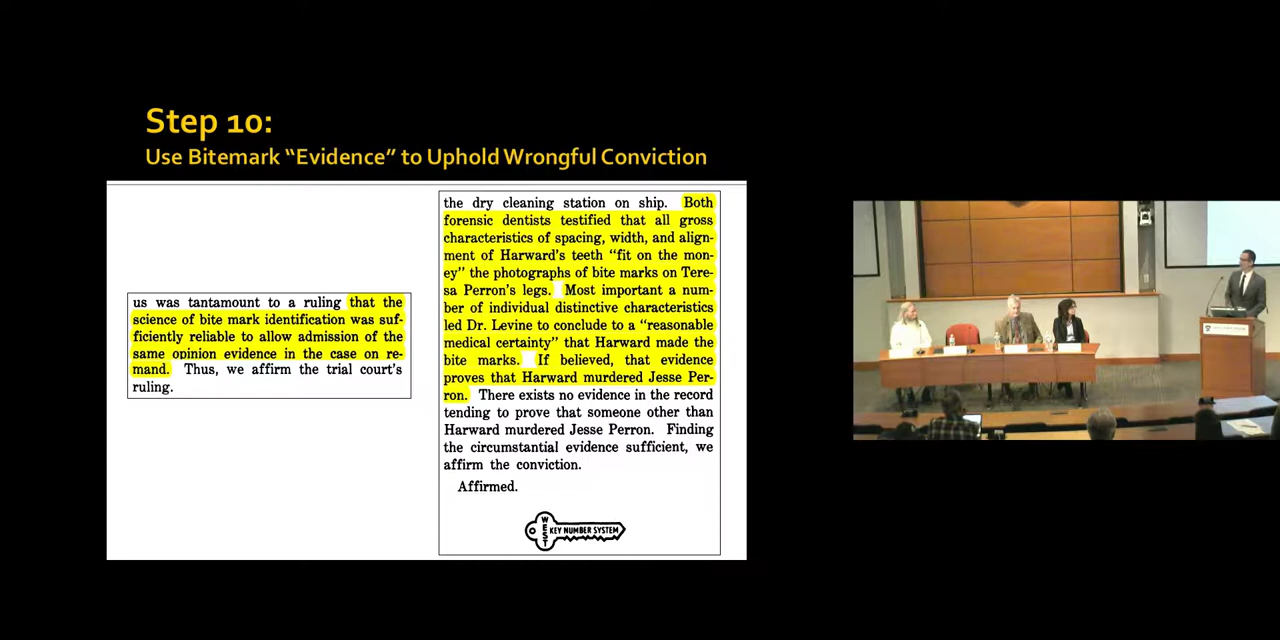 Step 10:
Use Bitemark “Evidence” to Uphold Wrongful Conviction
us was tantamount to a ruling that the
science of bite mark identification was suf-
ficiently reliable to allow admission of the
same opinion evidence in the case on re-
mand. Thus, we affirm the trial court's
ruling.
the dry cleaning station on ship. Both
forensic dentists testified that all gross
characteristics of spacing, width, and align-
ment of Harward's teeth "fit on the mon-
ey" the photographs of bite marks on Tere-
sa Perron's legs. Most important a num-
ber of individual distinctive characteristics
led Dr. Levine to conclude to a "reasonable
medical certainty" that Harward made the
bite marks. If believed, that evidence
proves that Harward murdered Jesse Per-
ron. There exists no evidence in the record
tending to prove that someone other than
Harward murdered Jesse Perron. Finding
the circumstantial evidence sufficient, we
affirm the conviction.
Affirmed.
WEST
KEY NUMBER SYSTEM